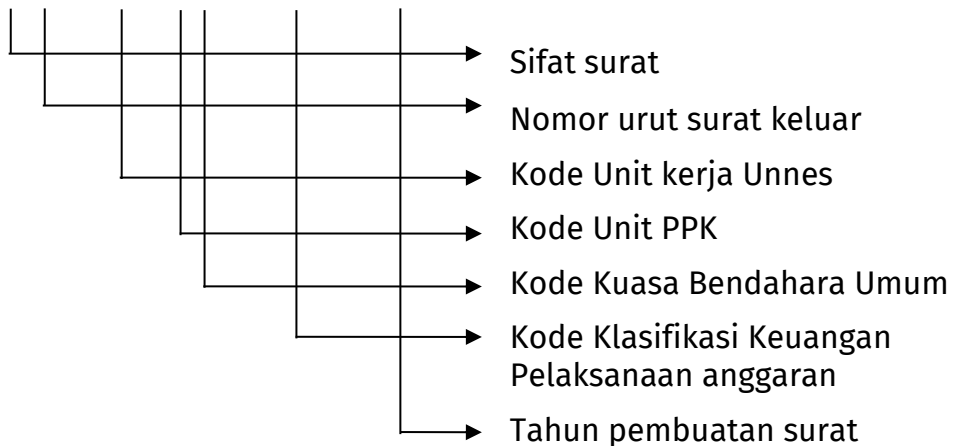 Sifat surat
Nomor urut surat keluar
Kode Unit kerja Unnes
Kode Unit PPK
Kode Kuasa Bendahara Umum
Kode Klasifikasi Keuangan
Pelaksanaan anggaran
Tahun pembuatan surat